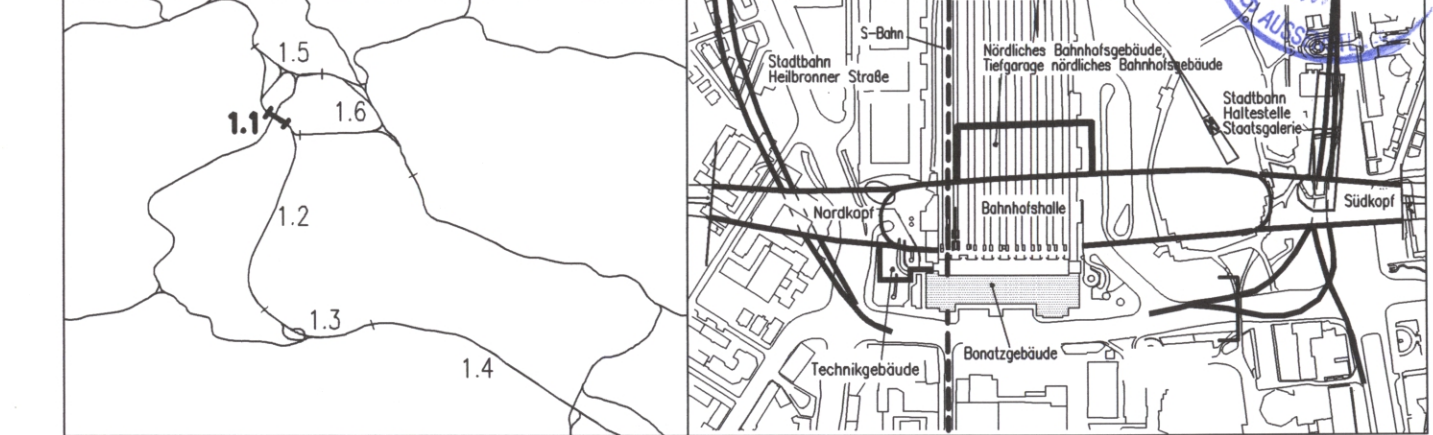 1.5
1.6
1.1
1.2
1.3
1.4
S-Bahn
Nördliches Bahnhofsgebäude,
Tiefgarage nördliches Bahnhofsgebäude
Stadtbahn
Heilbronner Straße
Stadtbahn
Haltestelle
Staatsgalerie
Nordkopf
Bahnhofshalle
Südkopf
Technikgebäude
Bonatzgebäude